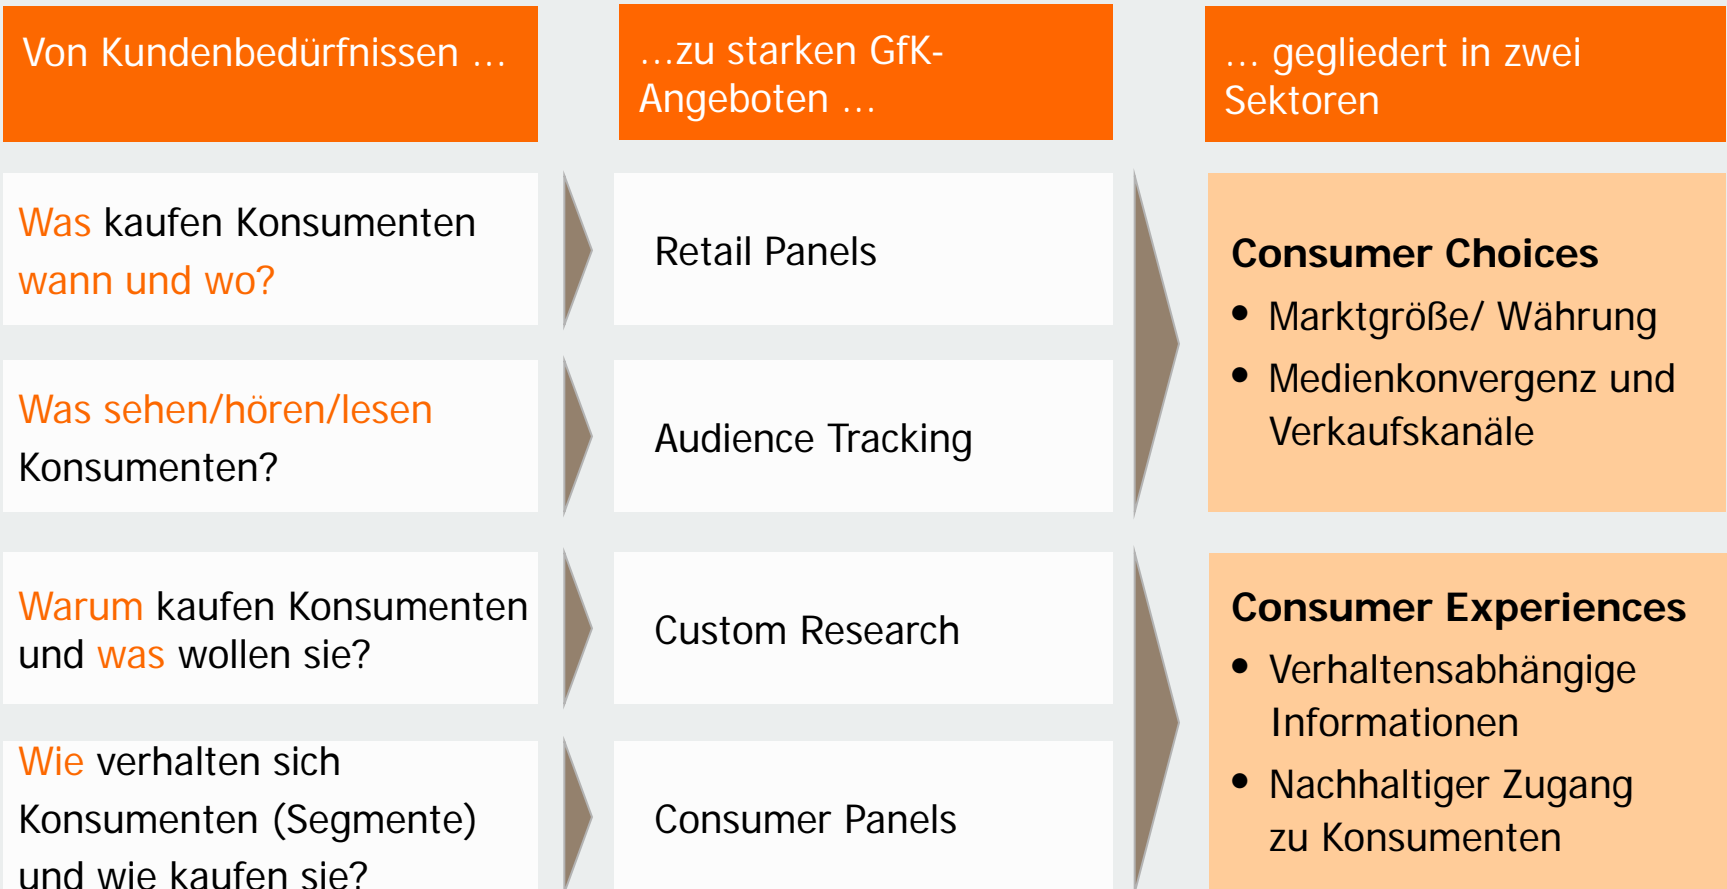 Von Kundenbedürfnissen …
…zu starken GfK-
Angeboten …
… gegliedert in zwei
Sektoren
Was kaufen Konsumenten
wann und wo?
Retail Panels
Was sehen/hören/lesen
Konsumenten?
Audience Tracking
Consumer Choices
• Marktgröße/ Währung
• Medienkonvergenz und
Verkaufskanäle
Warum kaufen Konsumenten
und was wollen sie?
Custom Research
Wie verhalten sich
Konsumenten (Segmente)
und wie kaufen sie?
Consumer Panels
Consumer Experiences
• Verhaltensabhängige
Informationen
• Nachhaltiger Zugang
zu Konsumenten